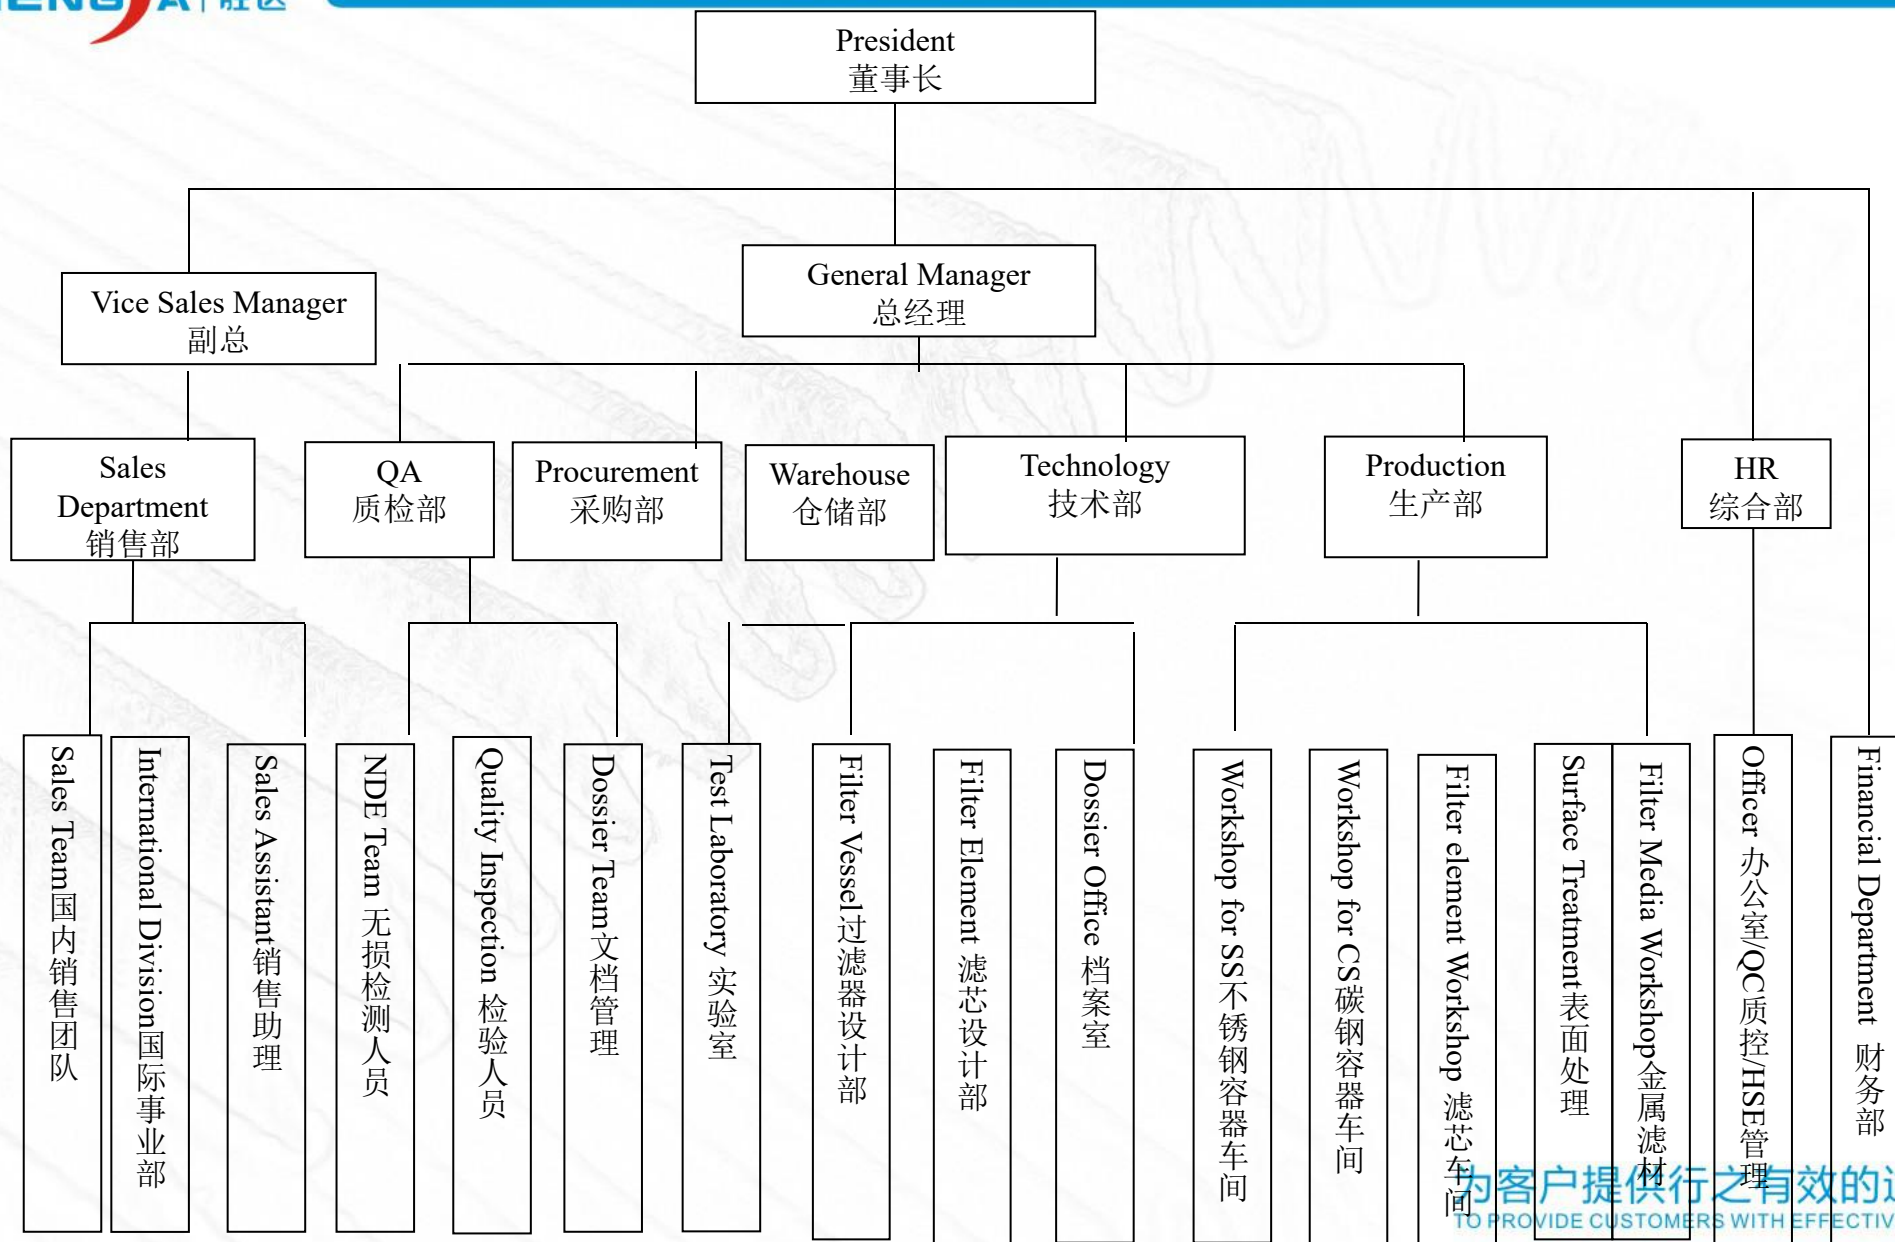 胜达
President
董事长
General Manager
总经理
Vice Sales Manager
副总
Sales
Department
销售部
QA
质检部
Procurement
采购部
Warehouse
仓储部
Technology
技术部
Production
生产部
HR
综合部
Sales Team国内销售团队
International Division国际事业部
Sales Assistant销售助理
NDE Team 无损检测人员
Quality Inspection 检验人员
Dossier Team文档管理
Test Laboratory 实验室
Filter Vessel过滤器设计部
Filter Element 滤芯设计部
Dossier Office 档案室
Workshop for SS不锈钢容器车间
Workshop for CS碳钢容器车间
Filter element Workshop 滤芯车间
Surface Treatment表面处理
Filter Media Workshop金属滤材
Officer 办公室/QC质控/HSE管理
Financial Department 财务部
为客户提供行之有效的
TO PROVIDE CUSTOMERS WITH EFFECTIV